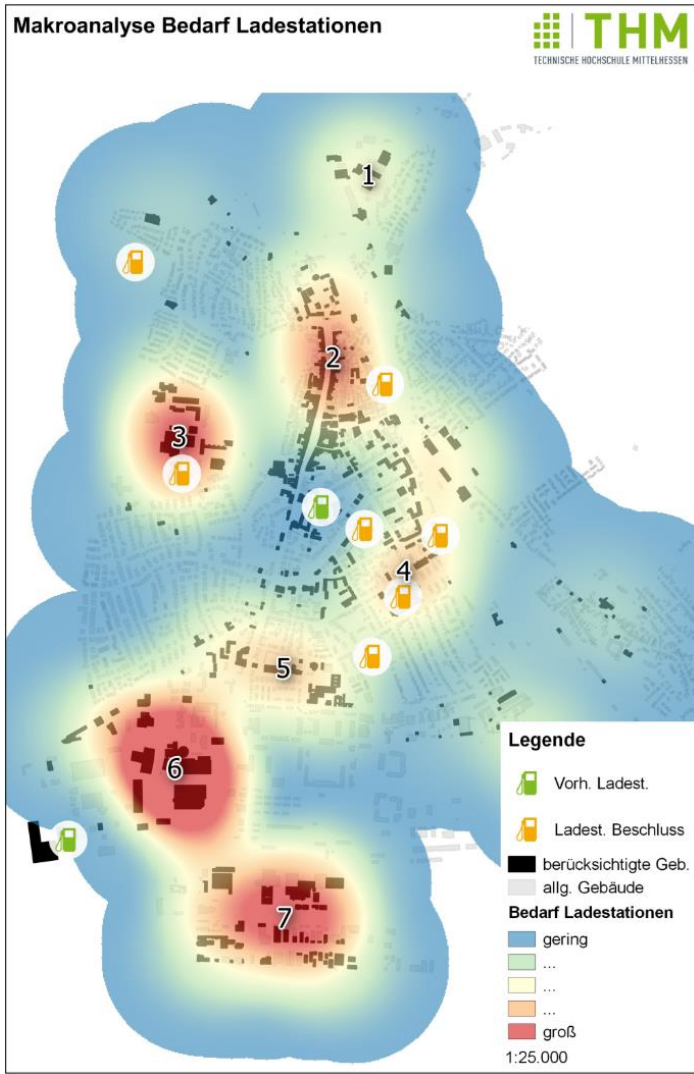 Makroanalyse Bedarf Ladestationen
THM
TECHNISCHE HOCHSCHULE MITTELHESSEN
1
2
3
4
5
6
7
Legende
Vorh. Ladest.
Ladest. Beschluss
berücksichtigte Geb.
allg. Gebäude
Bedarf Ladestationen
gering
...
...
...
groß
1:25.000